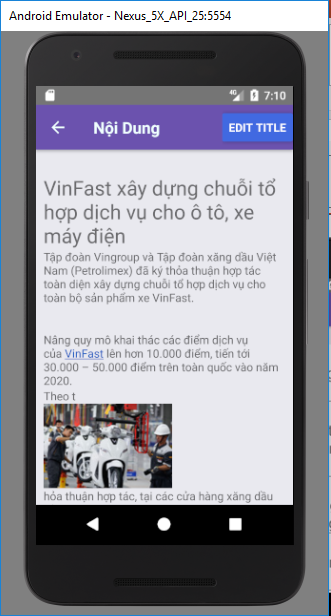 Android Emulator - Nexus_5X_API_25:5554
4G 7:10
Nội Dung
EDIT TITLE
VinFast xây dựng chuỗi tổ
hợp dịch vụ cho ô tô, xe
máy điện
Tập đoàn Vingroup và Tập đoàn xăng dầu Việt
Nam (Petrolimex) đã ký thỏa thuận hợp tác
toàn diện xây dựng chuỗi tổ hợp dịch vụ cho
toàn bộ sản phẩm xe VinFast.
Nâng quy mô khai thác các điểm dịch vụ
của VinFast lên hơn 10.000 điểm, tiến tới
30.000 – 50.000 điểm trên toàn quốc vào năm
2020.
Theo t
hỏa thuận hợp tác, tại các cửa hàng xăng dầu